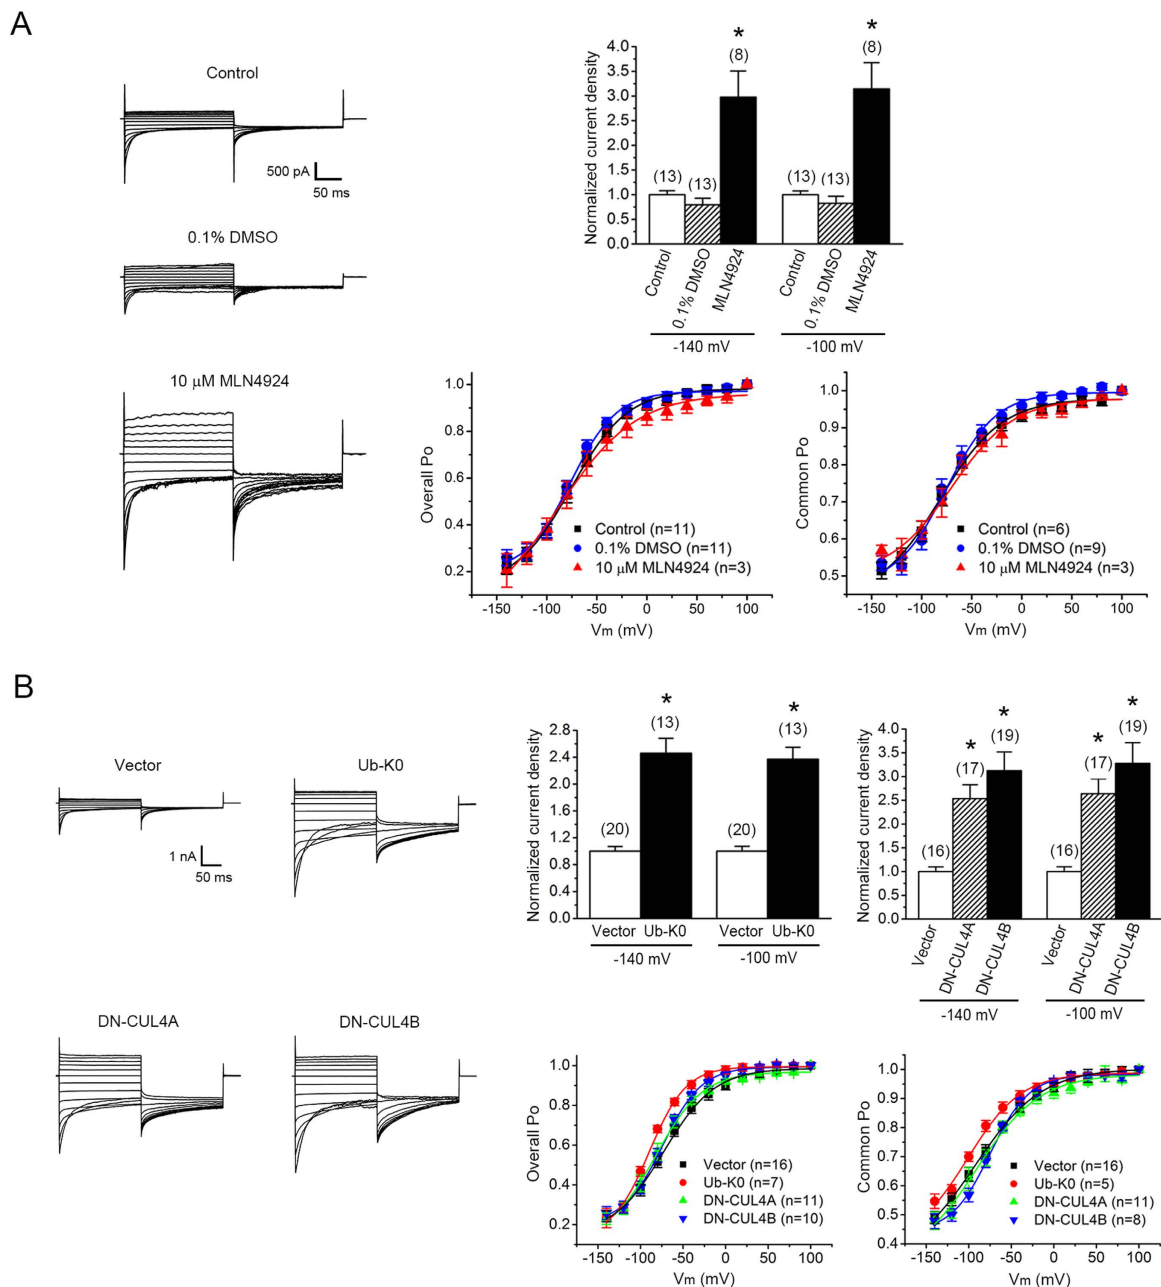 A
Control
500 pA
50 ms
0.1% DMSO
10 μM MLN4924
Normalized current density
4.0
3.5
3.0
2.5
2.0
1.5
1.0
0.5
0.0
(13)
(13)
*
(8)
(13)
(13)
*
(8)
Control
0.1% DMSO
MLN4924
Control
0.1% DMSO
MLN4924
-140 mV
-100 mV
Overall Po
1.0
0.8
0.6
0.4
0.2
Control (n=11)
0.1% DMSO (n=11)
10 μM MLN4924 (n=3)
-150 -100 -50 0 50 100
Vm (mV)
Common Po
1.0
0.9
0.8
0.7
0.6
0.5
Control (n=6)
0.1% DMSO (n=9)
10 μM MLN4924 (n=3)
-150 -100 -50 0 50 100
Vm (mV)
B
Vector
Ub-K0
1 nA
50 ms
DN-CUL4A
DN-CUL4B
Normalized current density
2.8
2.4
2.0
1.6
1.2
0.8
0.4
0.0
(20)
*
(13)
(20)
*
(13)
Vector Ub-K0 Vector Ub-K0
-140 mV
-100 mV
Normalized current density
4.0
3.5
3.0
2.5
2.0
1.5
1.0
0.5
0.0
(16)
*
(17)
*
(19)
(16)
*
(17)
*
(19)
Vector
DN-CUL4A
DN-CUL4B
Vector
DN-CUL4A
DN-CUL4B
-140 mV
-100 mV
Overall Po
1.0
0.8
0.6
0.4
0.2
Vector (n=16)
Ub-K0 (n=7)
DN-CUL4A (n=11)
DN-CUL4B (n=10)
-150 -100 -50 0 50 100
Vm (mV)
Common Po
1.0
0.9
0.8
0.7
0.6
0.5
0.4
Vector (n=16)
Ub-K0 (n=5)
DN-CUL4A (n=11)
DN-CUL4B (n=8)
-150 -100 -50 0 50 100
Vm (mV)